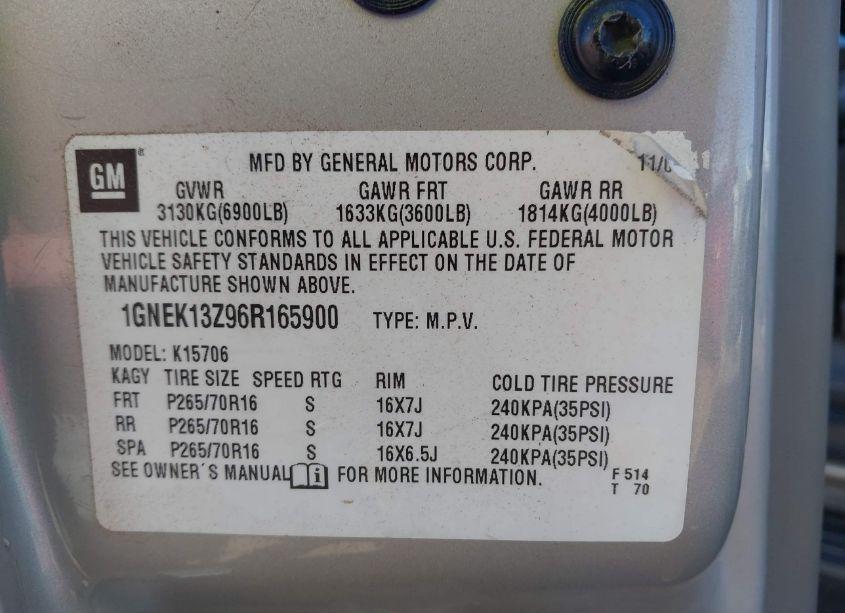 GM ® MFD BY GENERAL MOTORS CORP. 11/0
GVWR GAWR FRT GAWR RR
3130KG(6900LB) 1633KG(3600LB) 1814KG(4000LB)
THIS VEHICLE CONFORMS TO ALL APPLICABLE U.S. FEDERAL MOTOR
VEHICLE SAFETY STANDARDS IN EFFECT ON THE DATE OF
MANUFACTURE SHOWN ABOVE.
1GNEK13Z96R165900 TYPE: M.P.V.
MODEL: K15706
KAGY TIRE SIZE SPEED RTG RIM COLD TIRE PRESSURE
FRT P265/70R16 S 16X7J 240KPA(35PSI)
RR P265/70R16 S 16X7J 240KPA(35PSI)
SPA P265/70R16 S 16X6.5J 240KPA(35PSI)
SEE OWNER´S MANUAL i FOR MORE INFORMATION. F 514
T 70